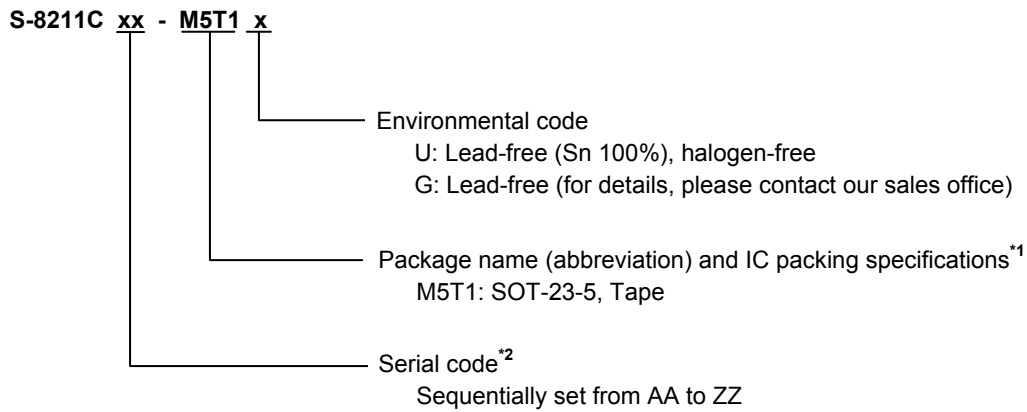 S-8211C xx - M5T1 x
Environmental code
U: Lead-free (Sn 100%), halogen-free
G: Lead-free (for details, please contact our sales office)
Package name (abbreviation) and IC packing specifications*1
M5T1: SOT-23-5, Tape
Serial code*2
Sequentially set from AA to ZZ